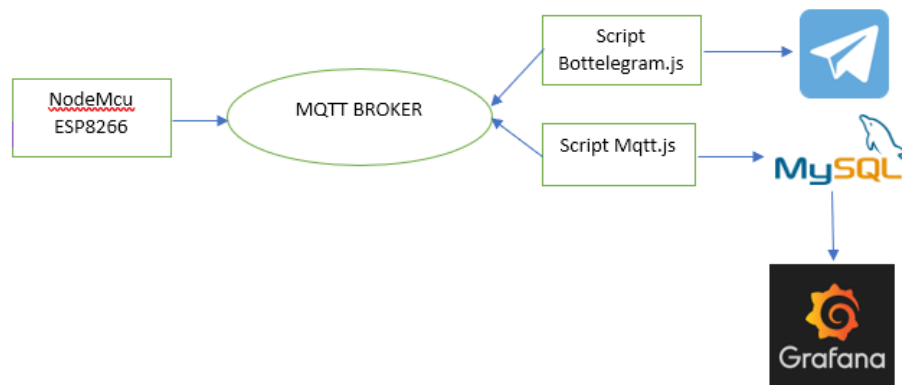 NodeMcu
ESP8266
MQTT BROKER
Script
Bottelegram.js
Script Mqtt.js
MySQL
Grafana